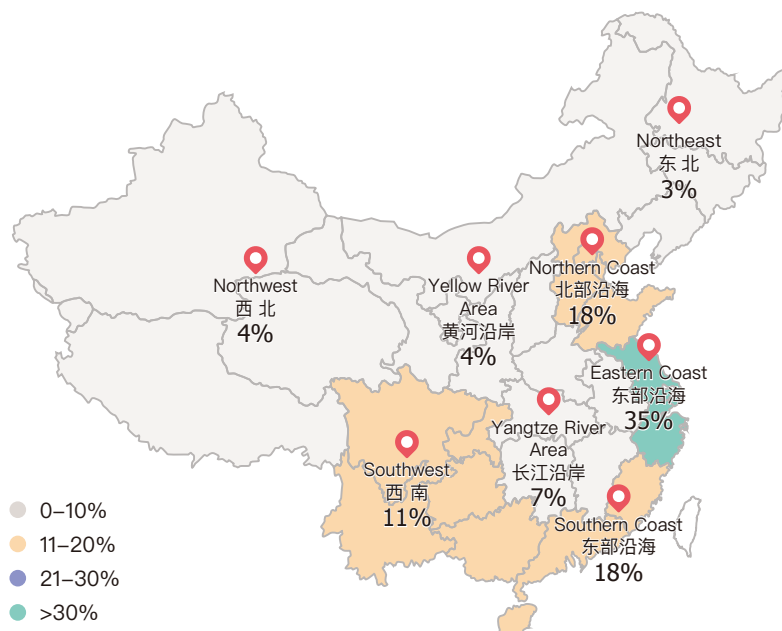 Northeast
东 北
3%
Northwest
西 北
4%
Yellow River
Area
黄河沿岸
4%
Northern Coast
北部沿海
18%
Eastern Coast
东部沿海
35%
Yangtze River
Area
长江沿岸
7%
Southwest
西 南
11%
Southern Coast
东部沿海
18%
0–10%
11–20%
21–30%
>30%